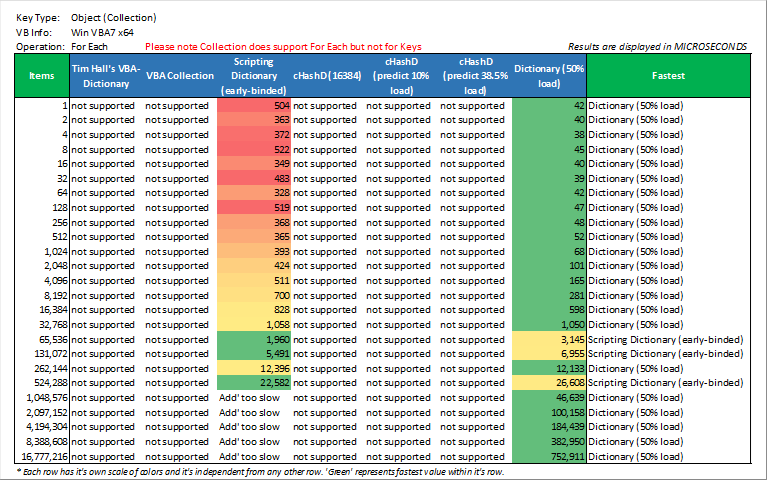 Key Type: Object (Collection)
VB Info: Win VBA7 x64
Operation: For Each Please note Collection does support For Each but not for Keys Results are displayed in MICROSECONDS
Items Tim Hall's VBA-Dictionary VBA Collection Scripting Dictionary (early-binded) cHashD (16384) cHashD (predict 10% load) cHashD (predict 38.5% load) Dictionary (50% load) Fastest
1 not supported not supported 504 not supported not supported not supported 42 Dictionary (50% load)
2 not supported not supported 363 not supported not supported not supported 40 Dictionary (50% load)
4 not supported not supported 372 not supported not supported not supported 38 Dictionary (50% load)
8 not supported not supported 522 not supported not supported not supported 45 Dictionary (50% load)
16 not supported not supported 349 not supported not supported not supported 40 Dictionary (50% load)
32 not supported not supported 483 not supported not supported not supported 39 Dictionary (50% load)
64 not supported not supported 328 not supported not supported not supported 42 Dictionary (50% load)
128 not supported not supported 519 not supported not supported not supported 47 Dictionary (50% load)
256 not supported not supported 368 not supported not supported not supported 48 Dictionary (50% load)
512 not supported not supported 365 not supported not supported not supported 52 Dictionary (50% load)
1,024 not supported not supported 393 not supported not supported not supported 68 Dictionary (50% load)
2,048 not supported not supported 424 not supported not supported not supported 101 Dictionary (50% load)
4,096 not supported not supported 511 not supported not supported not supported 165 Dictionary (50% load)
8,192 not supported not supported 700 not supported not supported not supported 281 Dictionary (50% load)
16,384 not supported not supported 828 not supported not supported not supported 598 Dictionary (50% load)
32,768 not supported not supported 1,058 not supported not supported not supported 1,050 Dictionary (50% load)
65,536 not supported not supported 1,960 not supported not supported not supported 3,145 Scripting Dictionary (early-binded)
131,072 not supported not supported 5,491 not supported not supported not supported 6,955 Scripting Dictionary (early-binded)
262,144 not supported not supported 12,396 not supported not supported not supported 12,133 Dictionary (50% load)
524,288 not supported not supported 22,582 not supported not supported not supported 26,608 Scripting Dictionary (early-binded)
1,048,576 not supported not supported Add' too slow not supported not supported not supported 46,639 Dictionary (50% load)
2,097,152 not supported not supported Add' too slow not supported not supported not supported 100,158 Dictionary (50% load)
4,194,304 not supported not supported Add' too slow not supported not supported not supported 184,439 Dictionary (50% load)
8,388,608 not supported not supported Add' too slow not supported not supported not supported 382,950 Dictionary (50% load)
16,777,216 not supported not supported Add' too slow not supported not supported not supported 752,911 Dictionary (50% load)
* Each row has it's own scale of colors and it's independent from any other row. 'Green' represents fastest value within it's row.